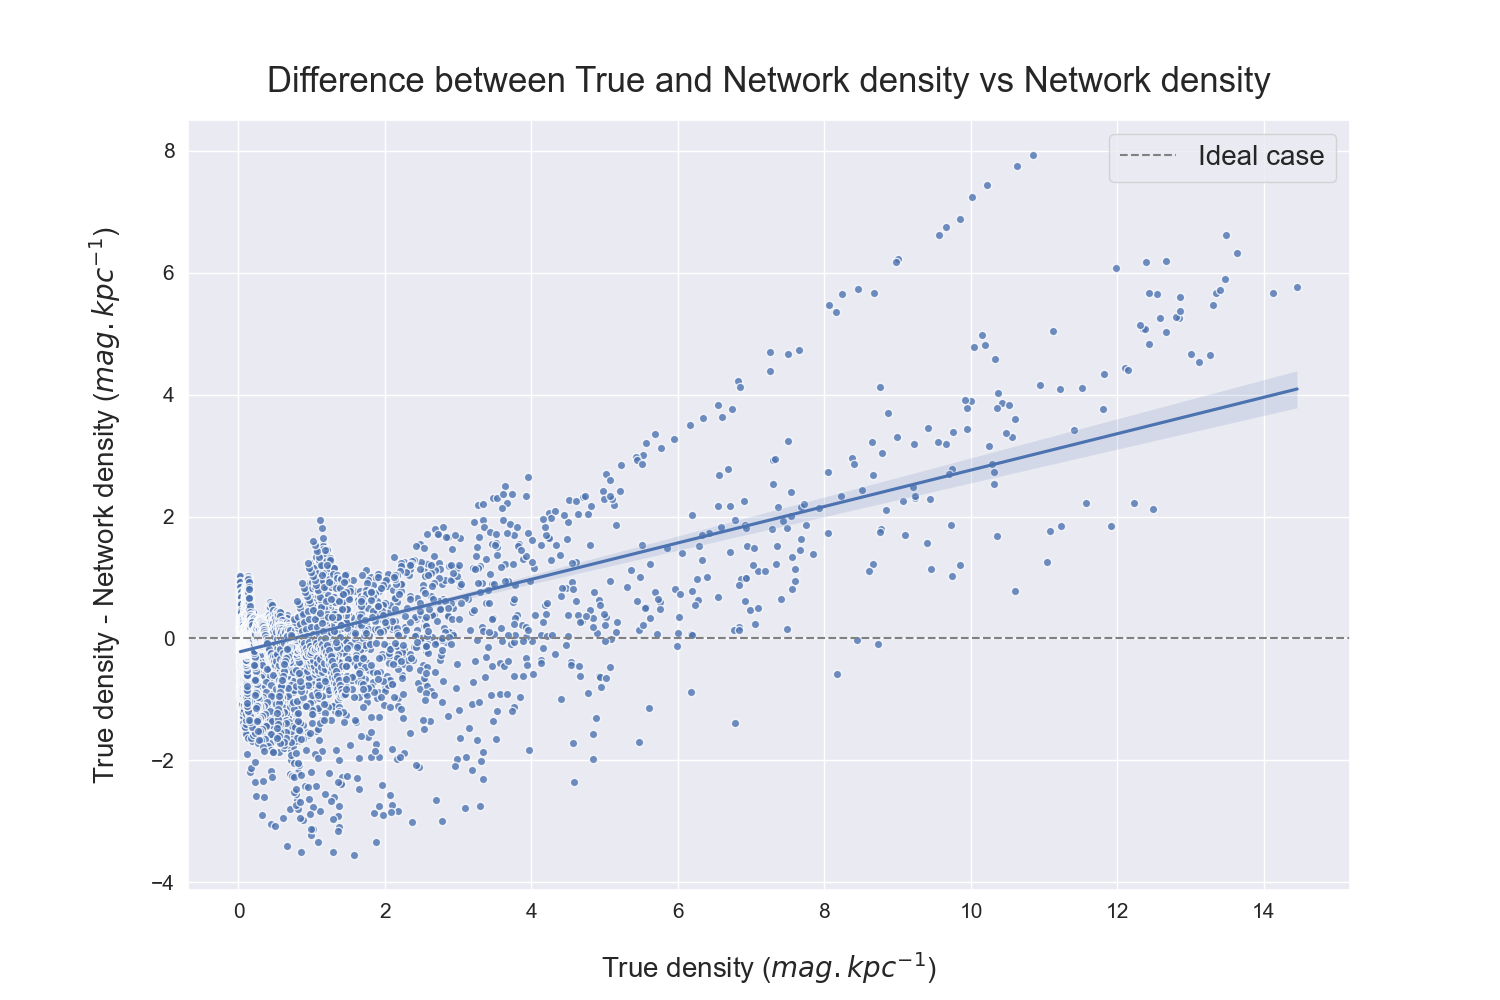 Difference between True and Network density vs Network density
Ideal case
True density - Network density (mag. kpc⁻¹)
8
6
4
2
0
−2
−4
0 2 4 6 8 10 12 14
True density (mag. kpc⁻¹)